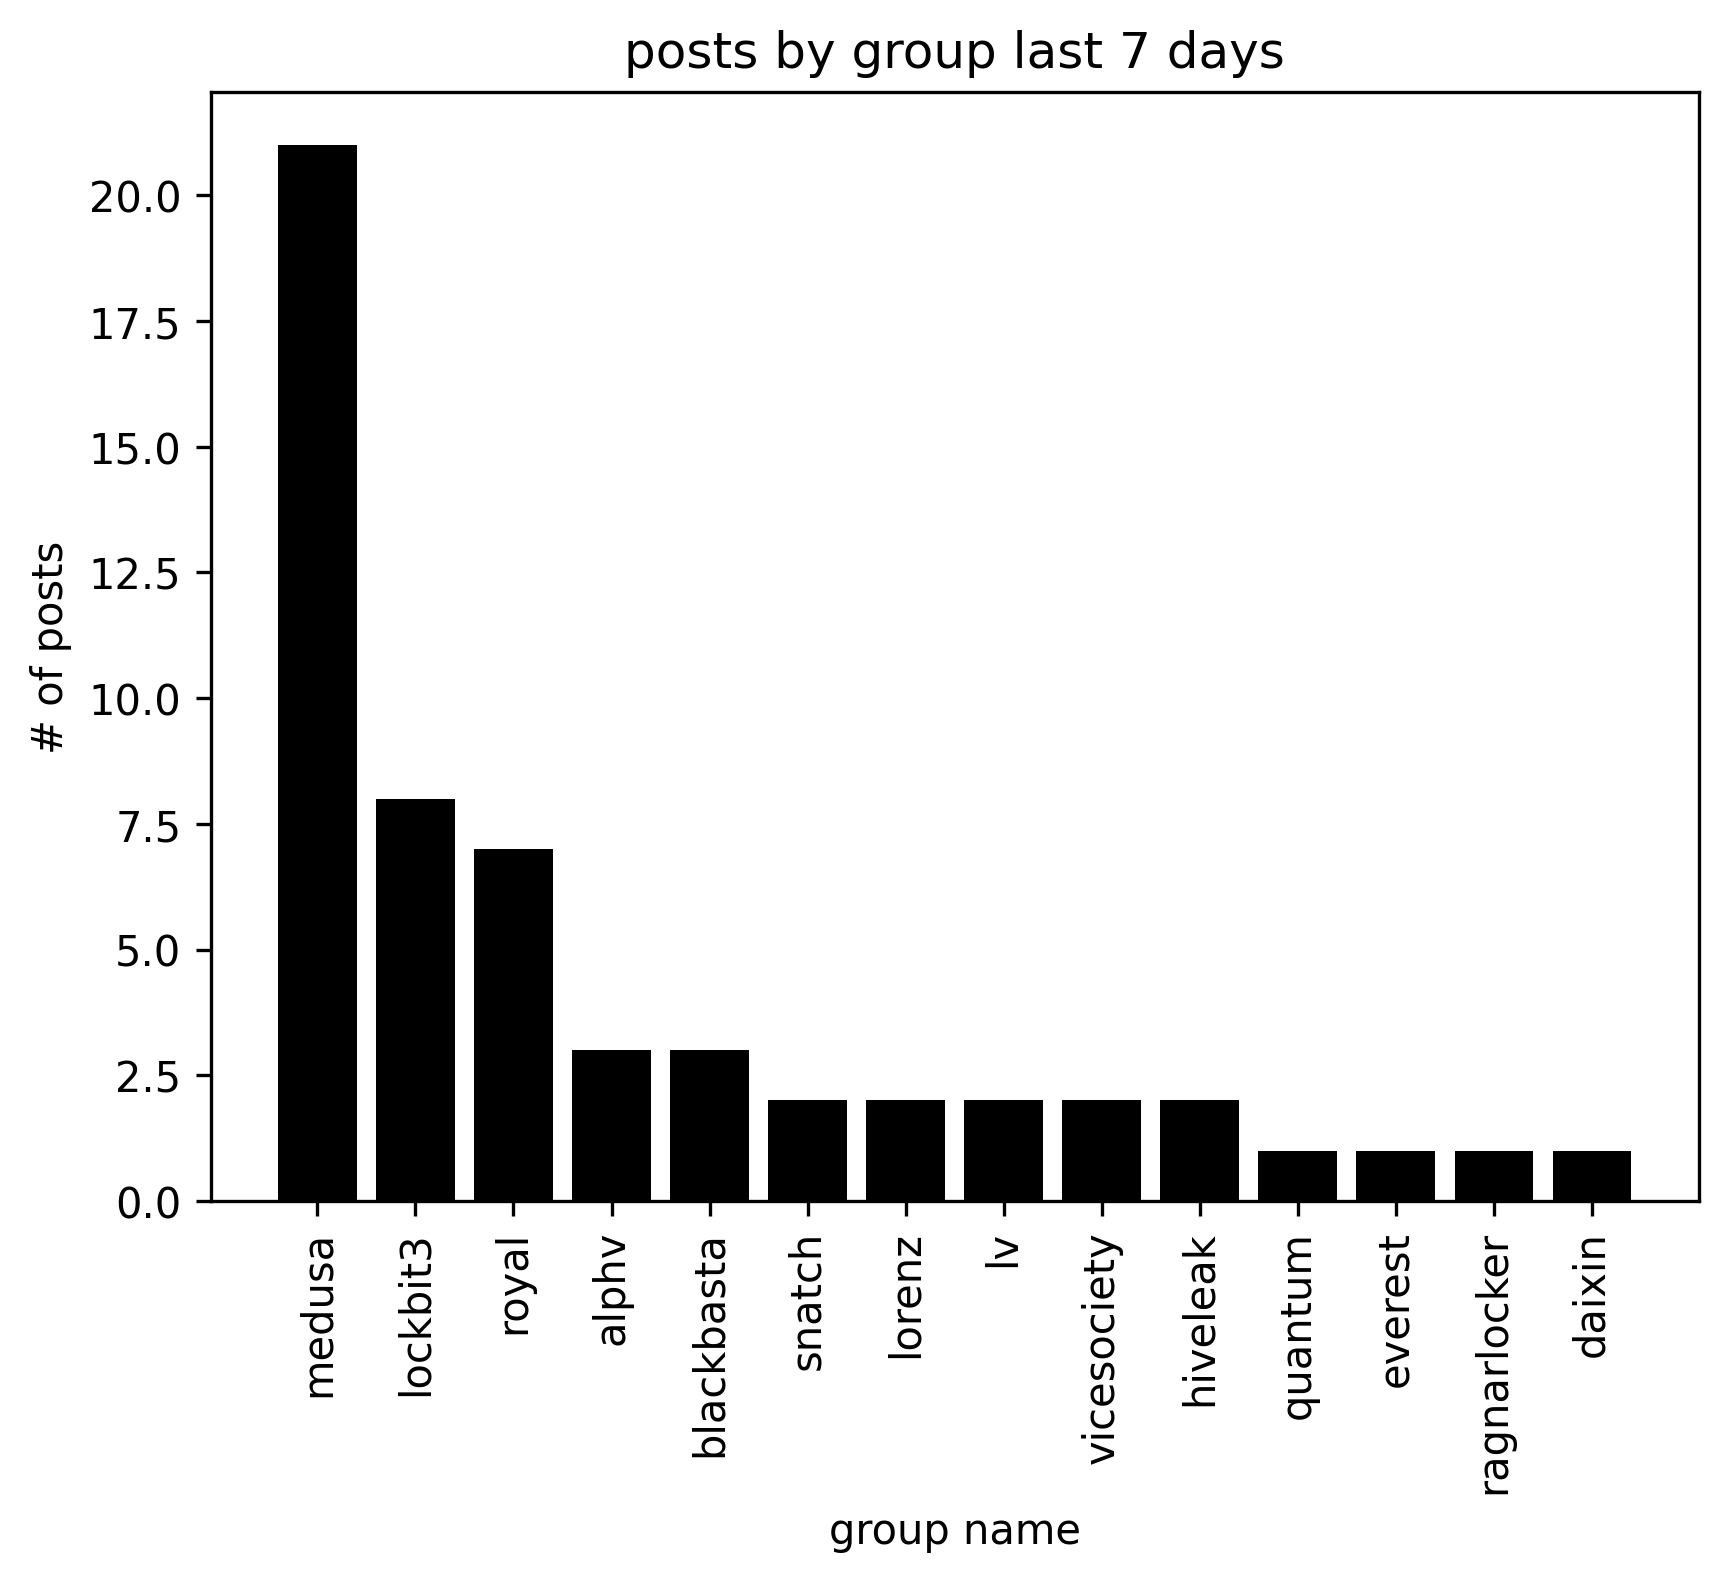 posts by group last 7 days
# of posts
20.0
17.5
15.0
12.5
10.0
7.5
5.0
2.5
0.0
medusa
lockbit3
royal
alphv
blackbasta
snatch
lorenz
lv
vicesociety
hiveleak
quantum
everest
ragnarlocker
daixin
group name